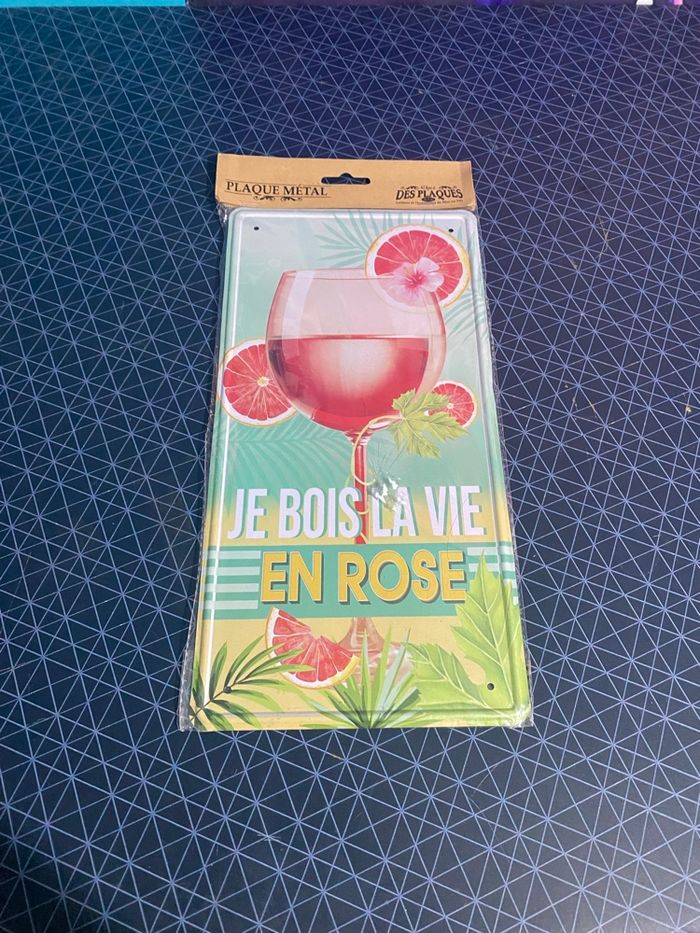 PLAQUE MÉTAL
DES PLAQUES
JE BOIS LA VIE
EN ROSE